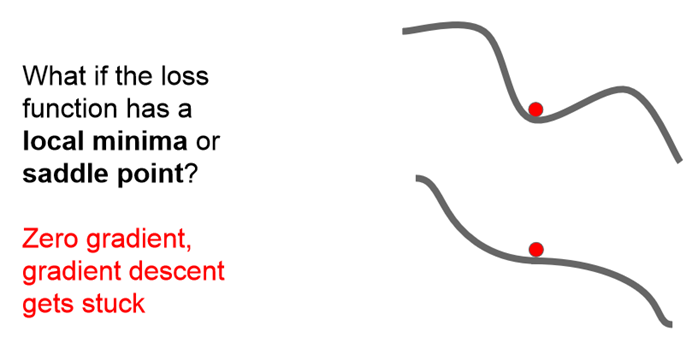 What if the loss
function has a
local minima or
saddle point?
Zero gradient,
gradient descent
gets stuck